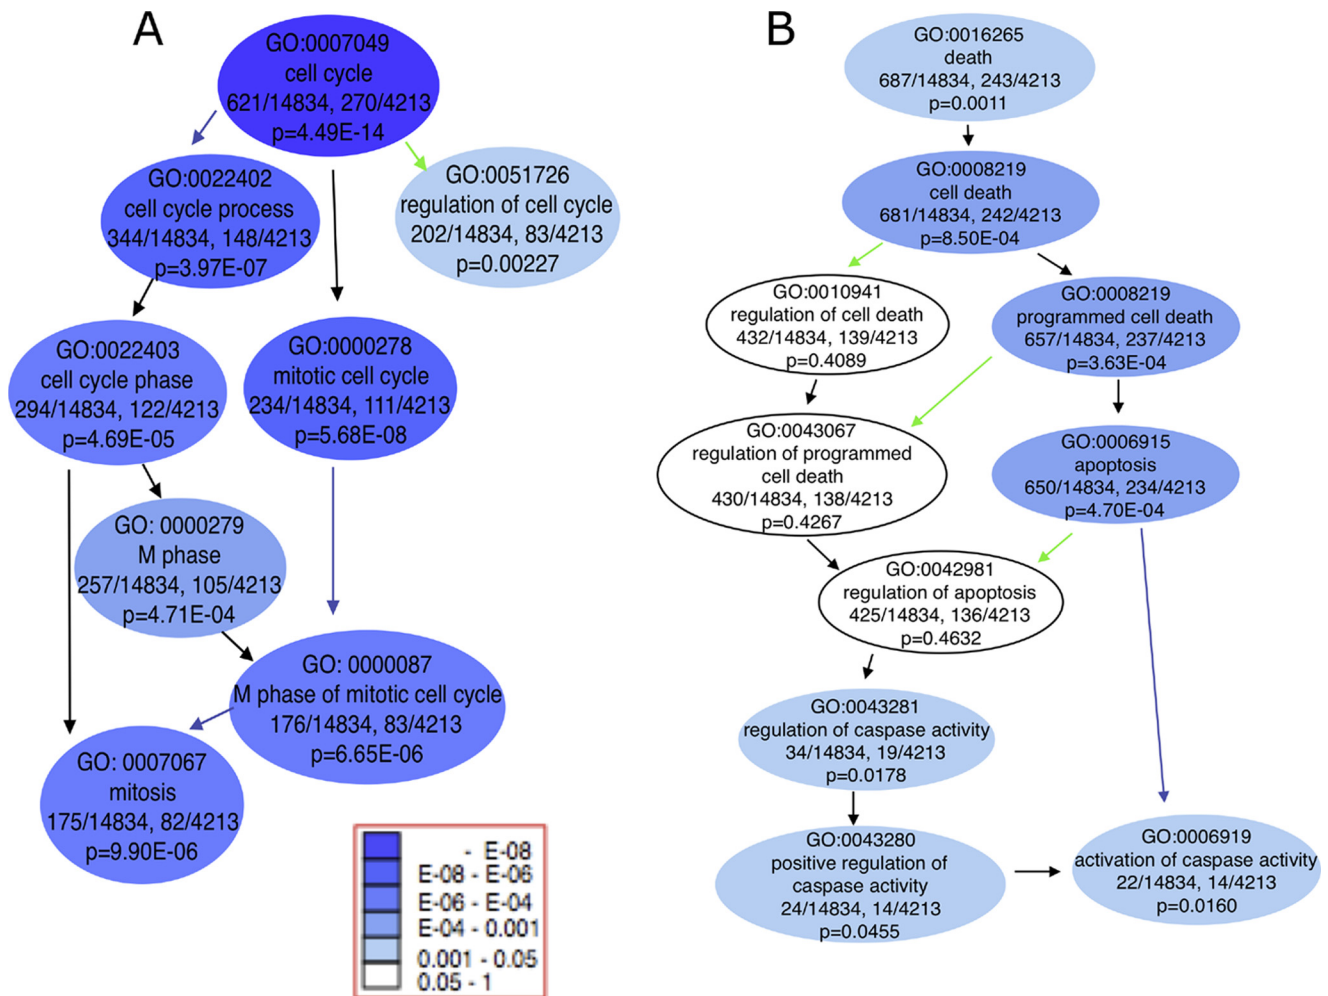 A
GO:0007049
cell cycle
621/14834, 270/4213
p=4.49E-14
GO:0022402
cell cycle process
344/14834, 148/4213
p=3.97E-07
GO:0051726
regulation of cell cycle
202/14834, 83/4213
p=0.00227
GO:0022403
cell cycle phase
294/14834, 122/4213
p=4.69E-05
GO:0000278
mitotic cell cycle
234/14834, 111/4213
p=5.68E-08
GO: 0000279
M phase
257/14834, 105/4213
p=4.71E-04
GO: 0000087
M phase of mitotic cell cycle
176/14834, 83/4213
p=6.65E-06
GO: 0007067
mitosis
175/14834, 82/4213
p=9.90E-06
- E-08
E-08 - E-06
E-06 - E-04
E-04 - 0.001
0.001 - 0.05
0.05 - 1
B
GO:0016265
death
687/14834, 243/4213
p=0.0011
GO:0008219
cell death
681/14834, 242/4213
p=8.50E-04
GO:0010941
regulation of cell death
432/14834, 139/4213
p=0.4089
GO:0008219
programmed cell death
657/14834, 237/4213
p=3.63E-04
GO:0043067
regulation of programmed
cell death
430/14834, 138/4213
p=0.4267
GO:0006915
apoptosis
650/14834, 234/4213
p=4.70E-04
GO:0042981
regulation of apoptosis
425/14834, 136/4213
p=0.4632
GO:0043281
regulation of caspase activity
34/14834, 19/4213
p=0.0178
GO:0043280
positive regulation of
caspase activity
24/14834, 14/4213
p=0.0455
GO:0006919
activation of caspase activity
22/14834, 14/4213
p=0.0160